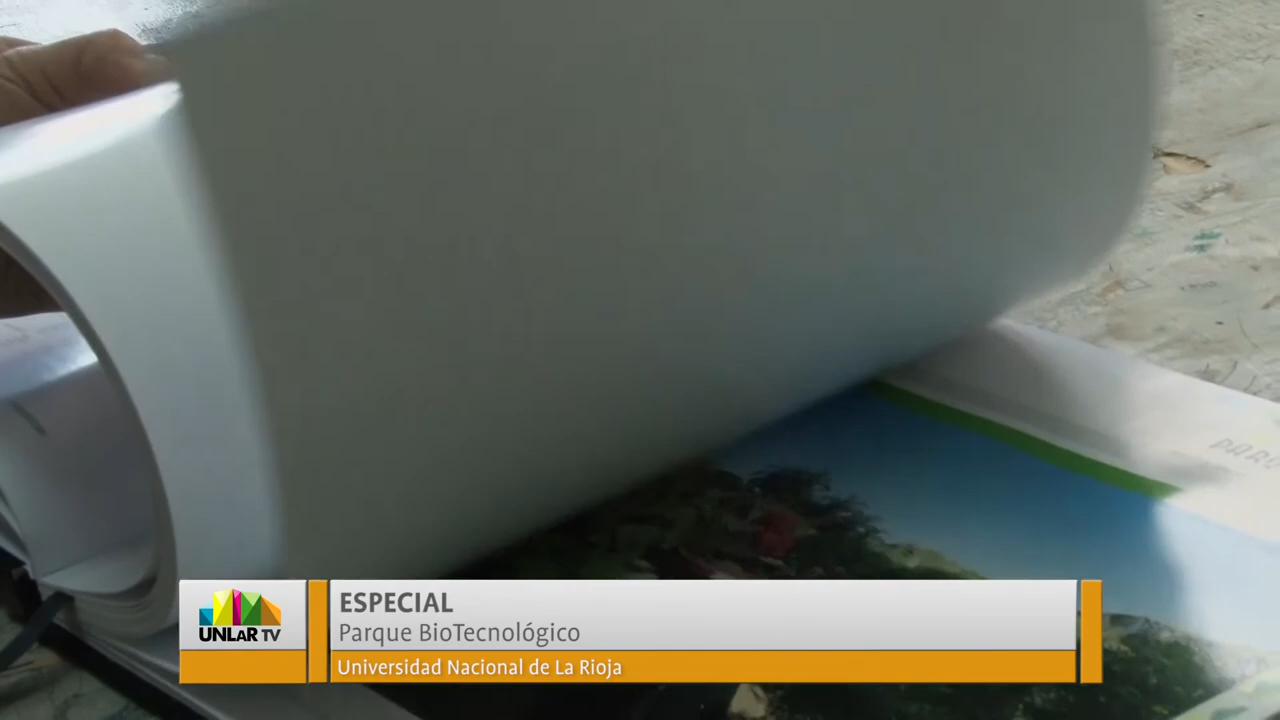 UNLAR TV
ESPECIAL
Parque BioTecnológico
Universidad Nacional de La Rioja